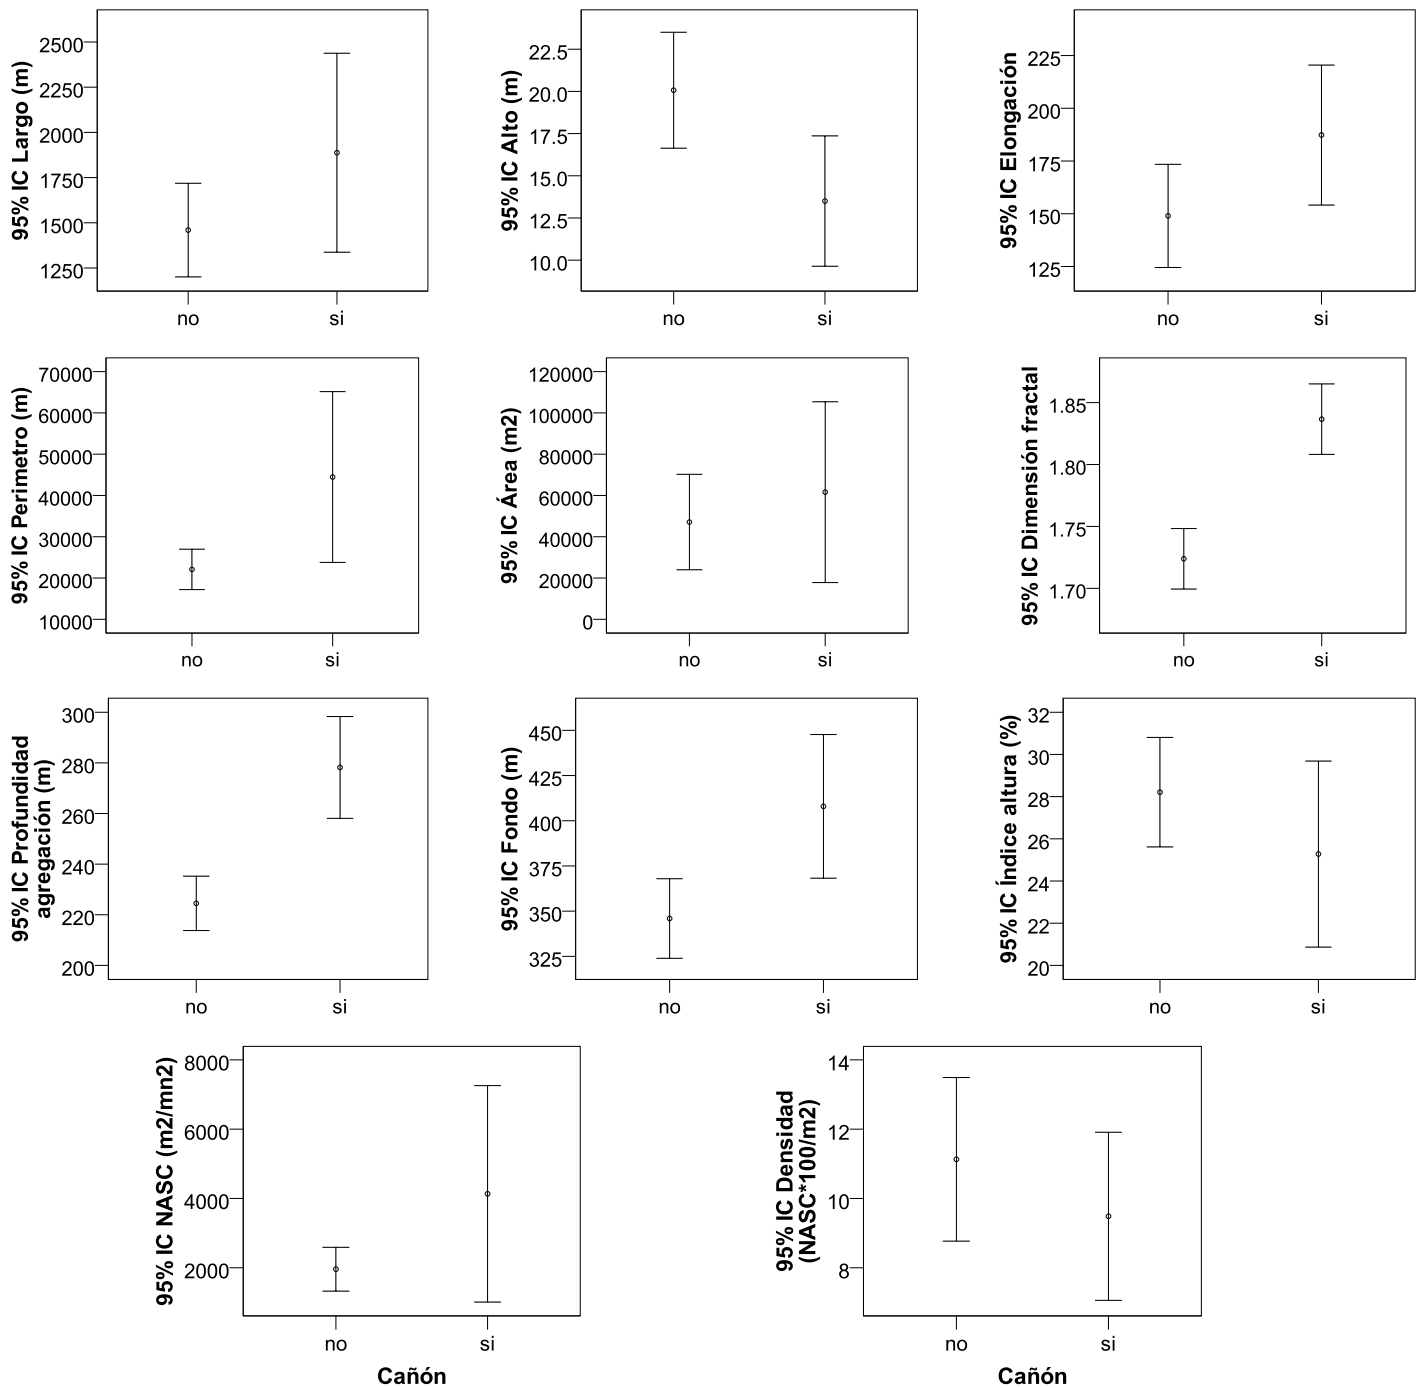 95% IC Largo (m)
2500
2250
2000
1750
1500
1250
no si
95% IC Alto (m)
22.5
20.0
17.5
15.0
12.5
10.0
no si
95% IC Elongación
225
200
175
150
125
no si
95% IC Perimetro (m)
70000
60000
50000
40000
30000
20000
10000
no si
95% IC Área (m2)
120000
100000
80000
60000
40000
20000
0
no si
95% IC Dimensión fractal
1.85
1.80
1.75
1.70
no si
95% IC Profundidad
agregación (m)
300
280
260
240
220
200
no si
95% IC Fondo (m)
450
425
400
375
350
325
no si
95% IC Índice altura (%)
32
30
28
26
24
22
20
no si
95% IC NASC (m2/mn2)
8000
6000
4000
2000
no si
Cañón
95% IC Densidad
(NASC*100/m2)
14
12
10
8
no si
Cañón